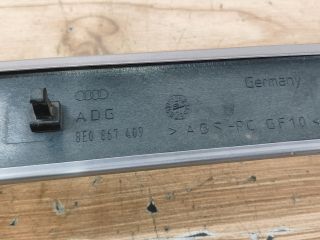 ADG
8E0 867 409
Germany
> ABS-PC GF10 <